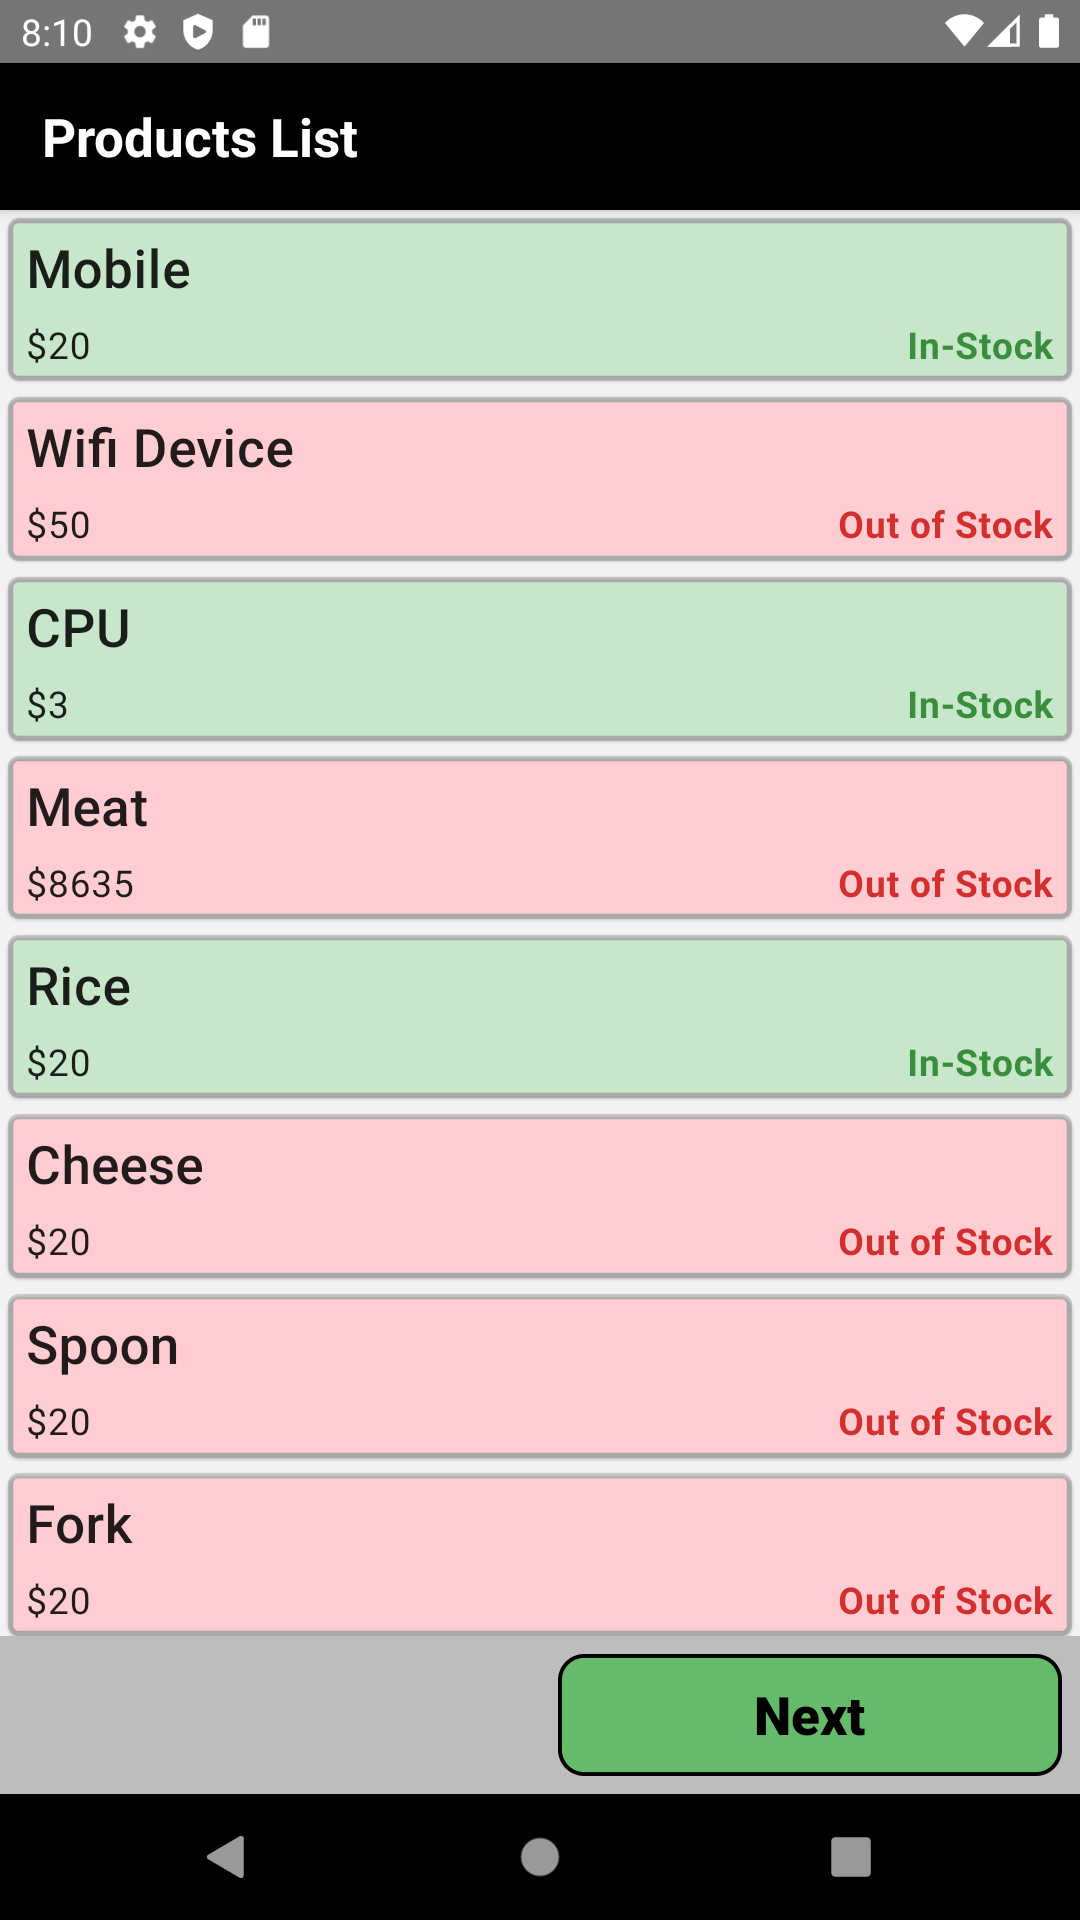 8:10
Products List
Mobile
$20 In-Stock
Wifi Device
$50 Out of Stock
CPU
$3 In-Stock
Meat
$8635 Out of Stock
Rice
$20 In-Stock
Cheese
$20 Out of Stock
Spoon
$20 Out of Stock
Fork
$20 Out of Stock
Next